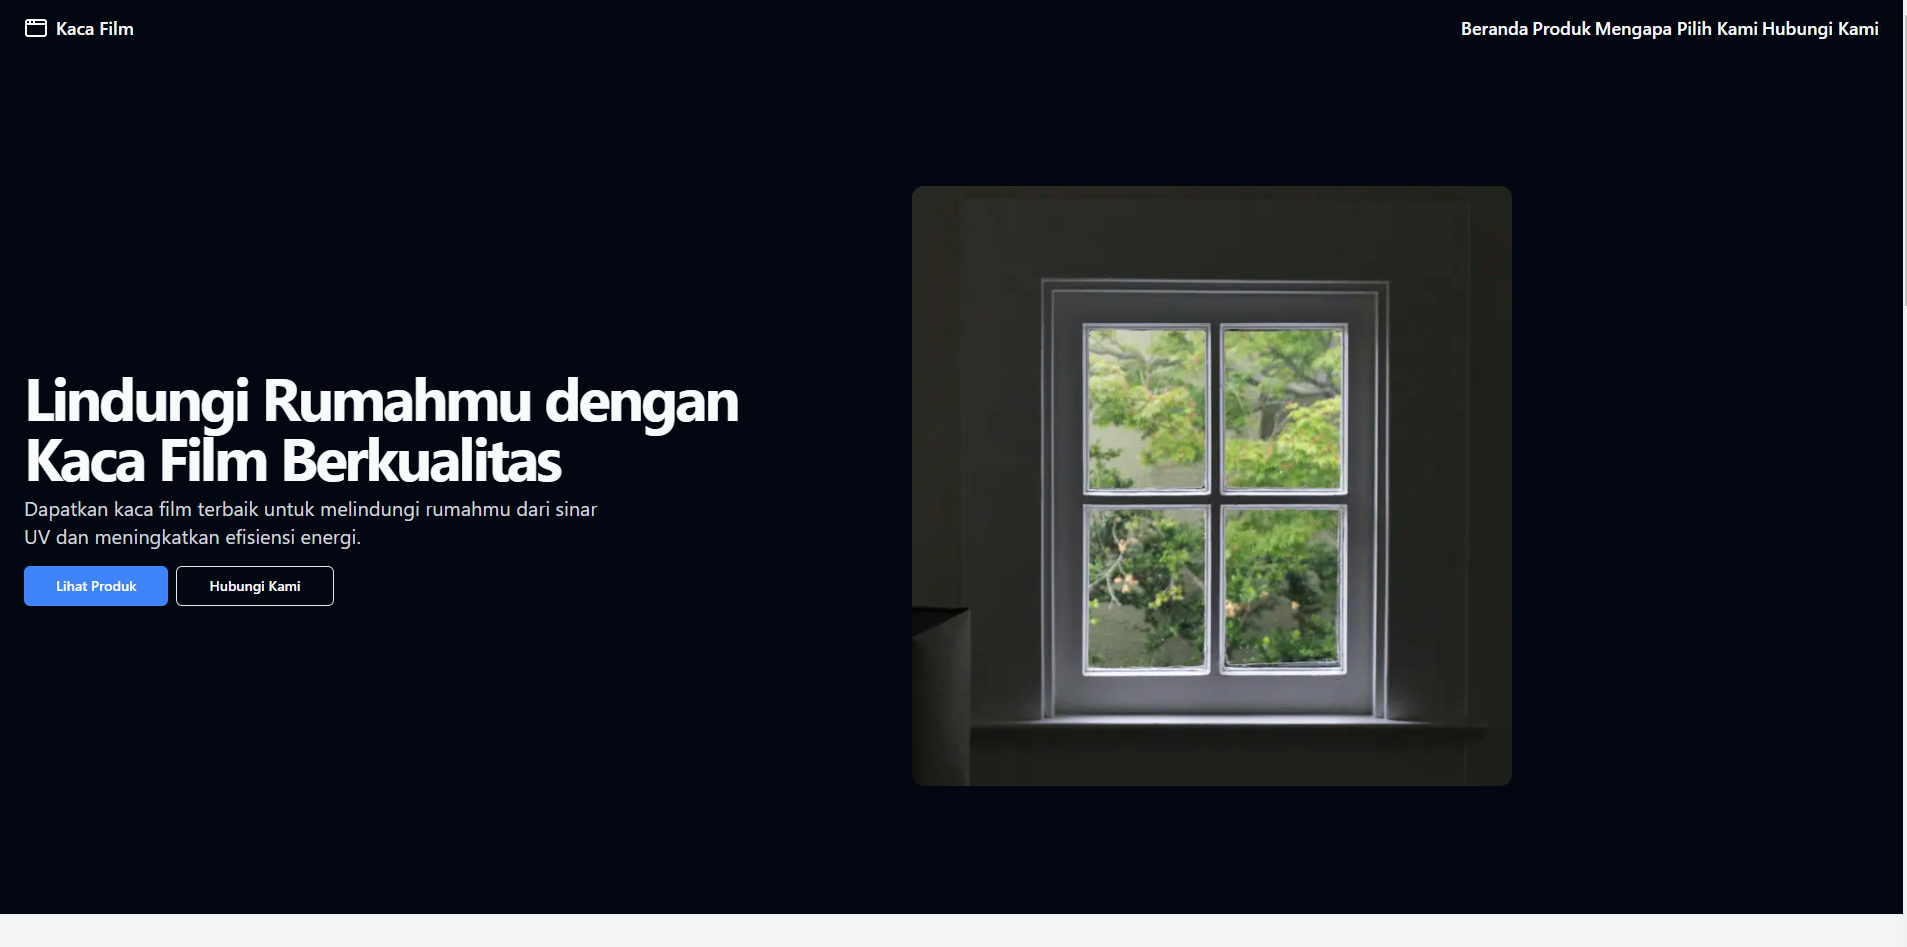 Kaca Film
Beranda Produk Mengapa Pilih Kami Hubungi Kami
Lindungi Rumahmu dengan
Kaca Film Berkualitas
Dapatkan kaca film terbaik untuk melindungi rumahmu dari sinar
UV dan meningkatkan efisiensi energi.
Lihat Produk
Hubungi Kami